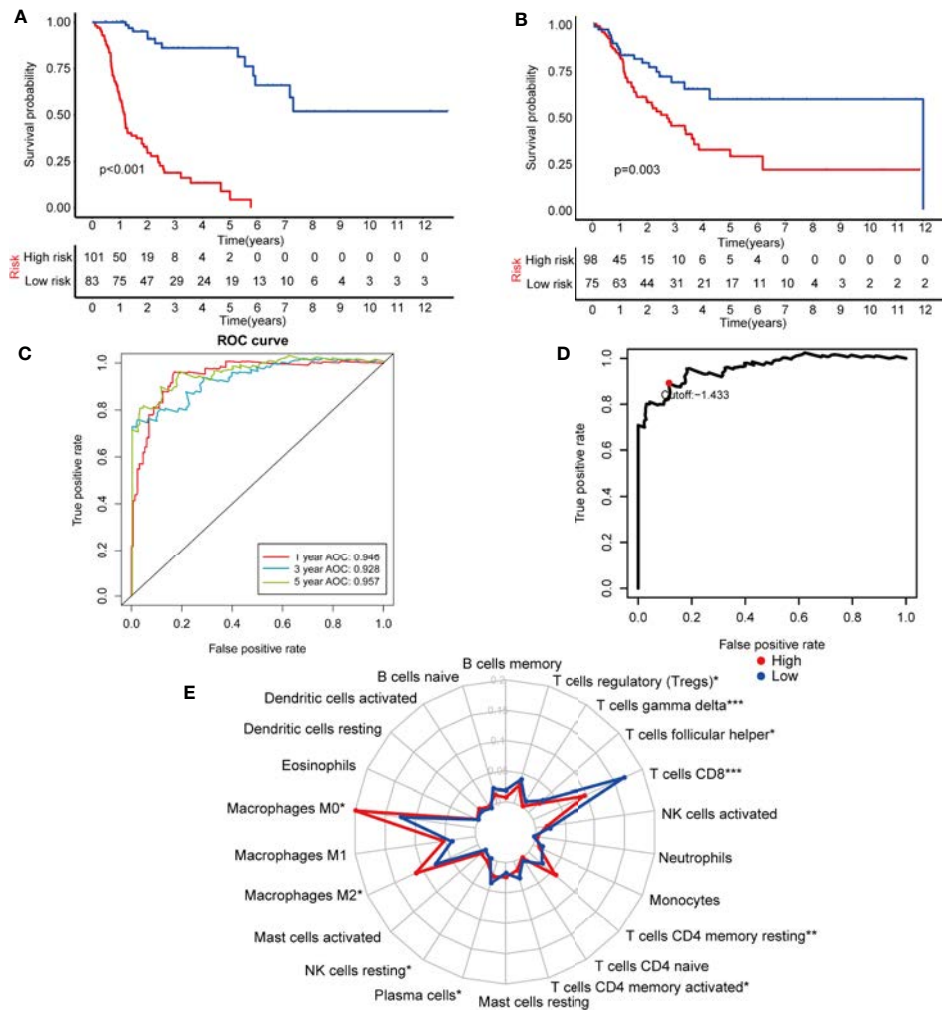 A
1.00
0.75
0.50
0.25
0.00
Survival probability
p<0.001
0 1 2 3 4 5 6 7 8 9 10 11 12
Time(years)
Risk
High risk 101 50 19 8 4 2 0 0 0 0 0 0 0
Low risk 83 75 47 29 24 19 13 10 6 4 3 3 3
0 1 2 3 4 5 6 7 8 9 10 11 12
Time(years)
B
1.00
0.75
0.50
0.25
0.00
Survival probability
p=0.003
0 1 2 3 4 5 6 7 8 9 10 11 12
Time(years)
Risk
High risk 98 45 15 10 6 5 4 0 0 0 0 0 0
Low risk 75 63 44 31 21 17 11 10 4 3 2 2 2
0 1 2 3 4 5 6 7 8 9 10 11 12
Time(years)
C
ROC curve
1.0
0.8
0.6
0.4
0.2
0.0
True positive rate
1 year AOC: 0.946
3 year AOC: 0.928
5 year AOC: 0.957
0.0 0.2 0.4 0.6 0.8 1.0
False positive rate
D
1.0
0.8
0.6
0.4
0.2
0.0
True positive rate
Cutoff:−1.433
0.0 0.2 0.4 0.6 0.8 1.0
False positive rate
High
Low
E
B cells memory
B cells naive
Dendritic cells activated
Dendritic cells resting
Eosinophils
Macrophages M0*
Macrophages M1
Macrophages M2*
Mast cells activated
NK cells resting*
Plasma cells*
Mast cells resting
T cells CD4 memory activated*
T cells CD4 naive
T cells CD4 memory resting**
Monocytes
Neutrophils
NK cells activated
T cells CD8***
T cells follicular helper*
T cells gamma delta***
T cells regulatory (Tregs)*
0.2
0.15
0.1
0.05